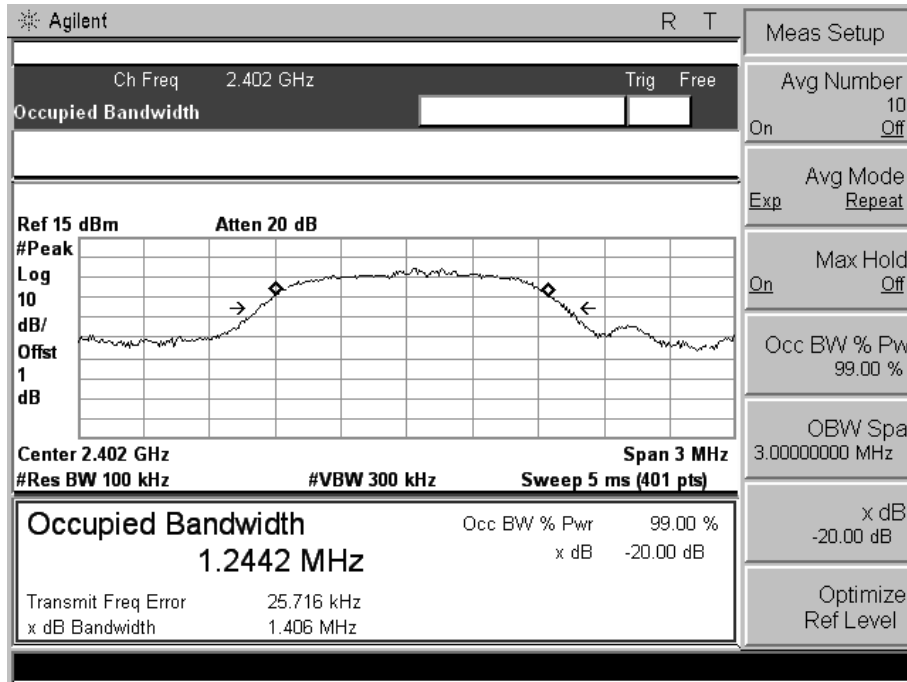 Agilent R T
Ch Freq 2.402 GHz Trig Free
Occupied Bandwidth
Ref 15 dBm Atten 20 dB
#Peak
Log
10
dB/
Offst
1
dB
Center 2.402 GHz Span 3 MHz
#Res BW 100 kHz #VBW 300 kHz Sweep 5 ms (401 pts)
Occupied Bandwidth
1.2442 MHz
Occ BW % Pwr 99.00 %
x dB -20.00 dB
Transmit Freq Error 25.716 kHz
x dB Bandwidth 1.406 MHz
Meas Setup
Avg Number
10
On Off
Avg Mode
Exp Repeat
Max Hold
On Off
Occ BW % Pw
99.00 %
OBW Spa
3.00000000 MHz
x dB
-20.00 dB
Optimize
Ref Level